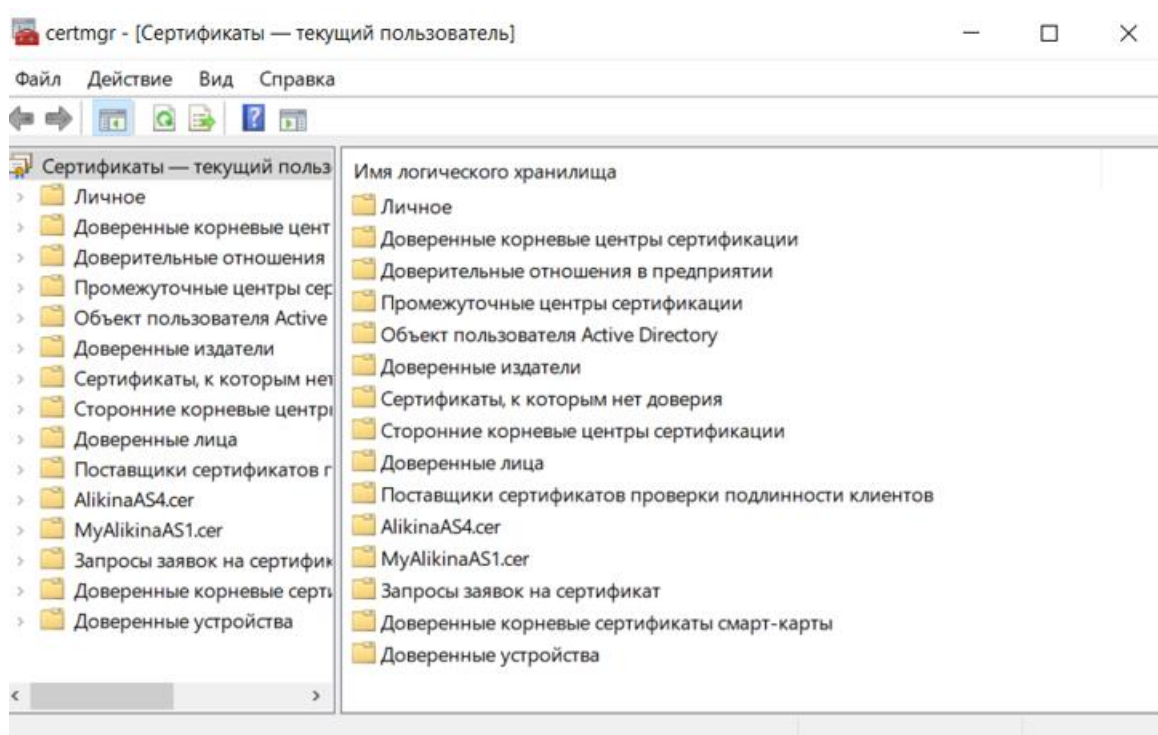 certmgr - [Сертификаты — текущий пользователь]
Файл Действие Вид Справка
Сертификаты — текущий польз
Личное
Доверенные корневые цент
Доверительные отношения
Промежуточные центры сер
Объект пользователя Active
Доверенные издатели
Сертификаты, к которым нет
Сторонние корневые центры
Доверенные лица
Поставщики сертификатов п
AlikinaAS4.cer
MyAlikinaAS1.cer
Запросы заявок на сертифик
Доверенные корневые серти
Доверенные устройства
Имя логического хранилища
Личное
Доверенные корневые центры сертификации
Доверительные отношения в предприятии
Промежуточные центры сертификации
Объект пользователя Active Directory
Доверенные издатели
Сертификаты, к которым нет доверия
Сторонние корневые центры сертификации
Доверенные лица
Поставщики сертификатов проверки подлинности клиентов
AlikinaAS4.cer
MyAlikinaAS1.cer
Запросы заявок на сертификат
Доверенные корневые сертификаты смарт-карты
Доверенные устройства